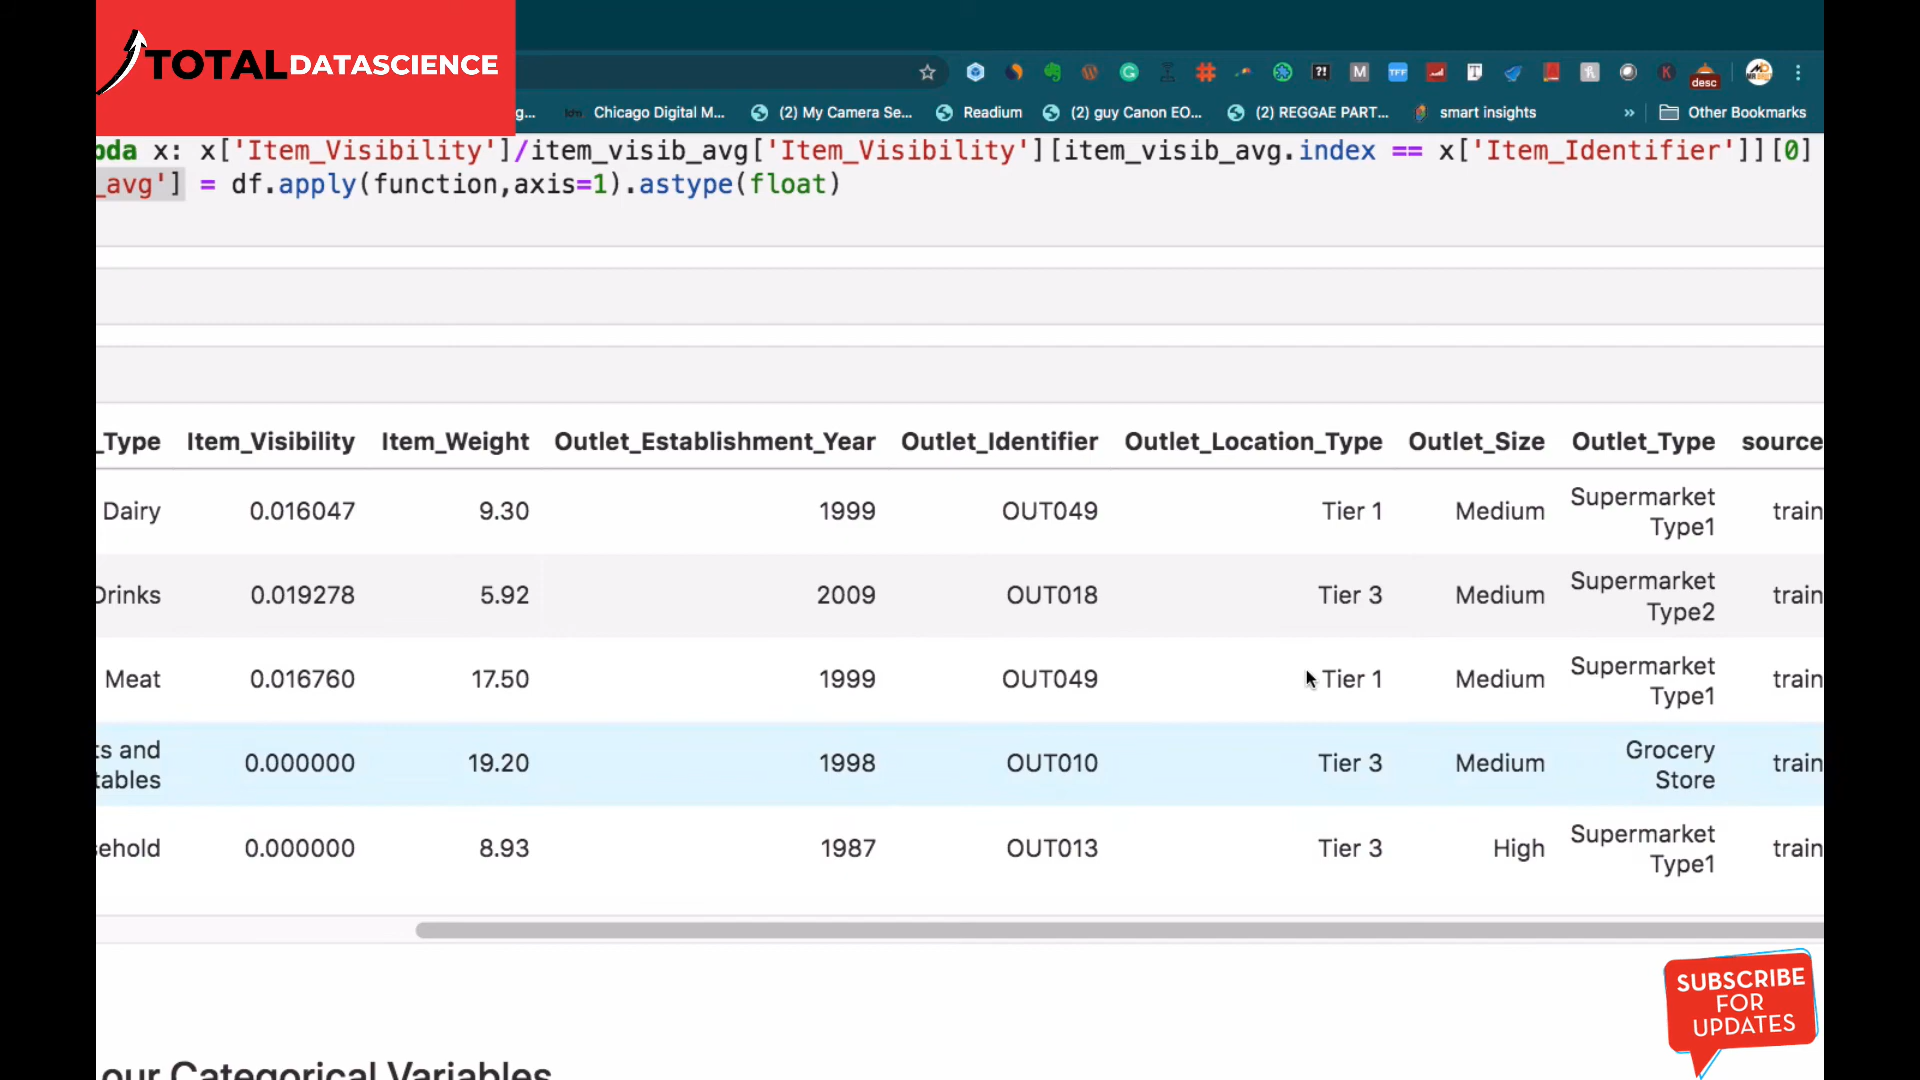 TOTALDATASCIENCE
desc
g...
Chicago Digital M...
(2) My Camera Se...
Readium
(2) guy Canon EO...
(2) REGGAE PART...
smart insights
»
Other Bookmarks
bda x: x['Item_Visibility']/item_visib_avg['Item_Visibility'][item_visib_avg.index == x['Item_Identifier']][0]
_avg'] = df.apply(function,axis=1).astype(float)
_Type Item_Visibility Item_Weight Outlet_Establishment_Year Outlet_Identifier Outlet_Location_Type Outlet_Size Outlet_Type source
Dairy 0.016047 9.30 1999 OUT049 Tier 1 Medium Supermarket Type1 train
Drinks 0.019278 5.92 2009 OUT018 Tier 3 Medium Supermarket Type2 train
Meat 0.016760 17.50 1999 OUT049 Tier 1 Medium Supermarket Type1 train
ts and tables 0.000000 19.20 1998 OUT010 Tier 3 Medium Grocery Store train
sehold 0.000000 8.93 1987 OUT013 Tier 3 High Supermarket Type1 train
our Categorical Variables
SUBSCRIBE
FOR
UPDATES